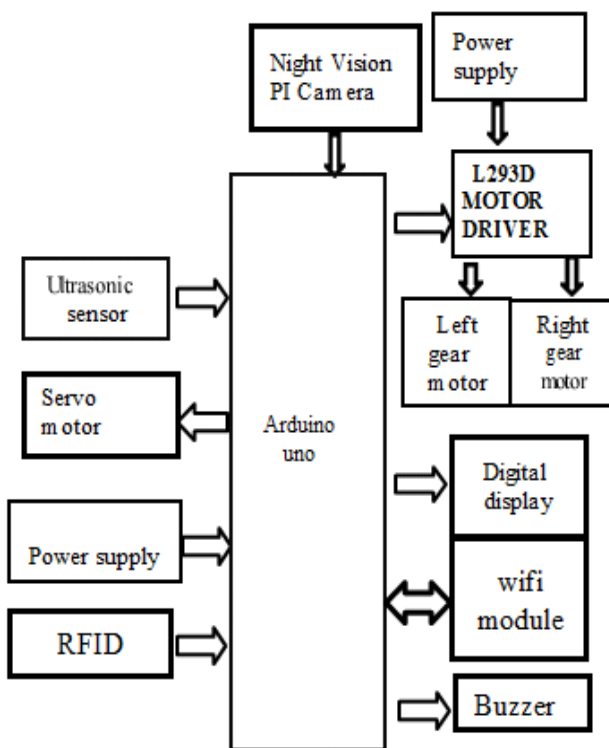 Night Vision
PI Camera
Power
supply
L293D
MOTOR
DRIVER
Ultrasonic
sensor
Left
gear
motor
Right
gear
motor
Servo
motor
Arduino
uno
Digital
display
Power supply
wifi
module
RFID
Buzzer